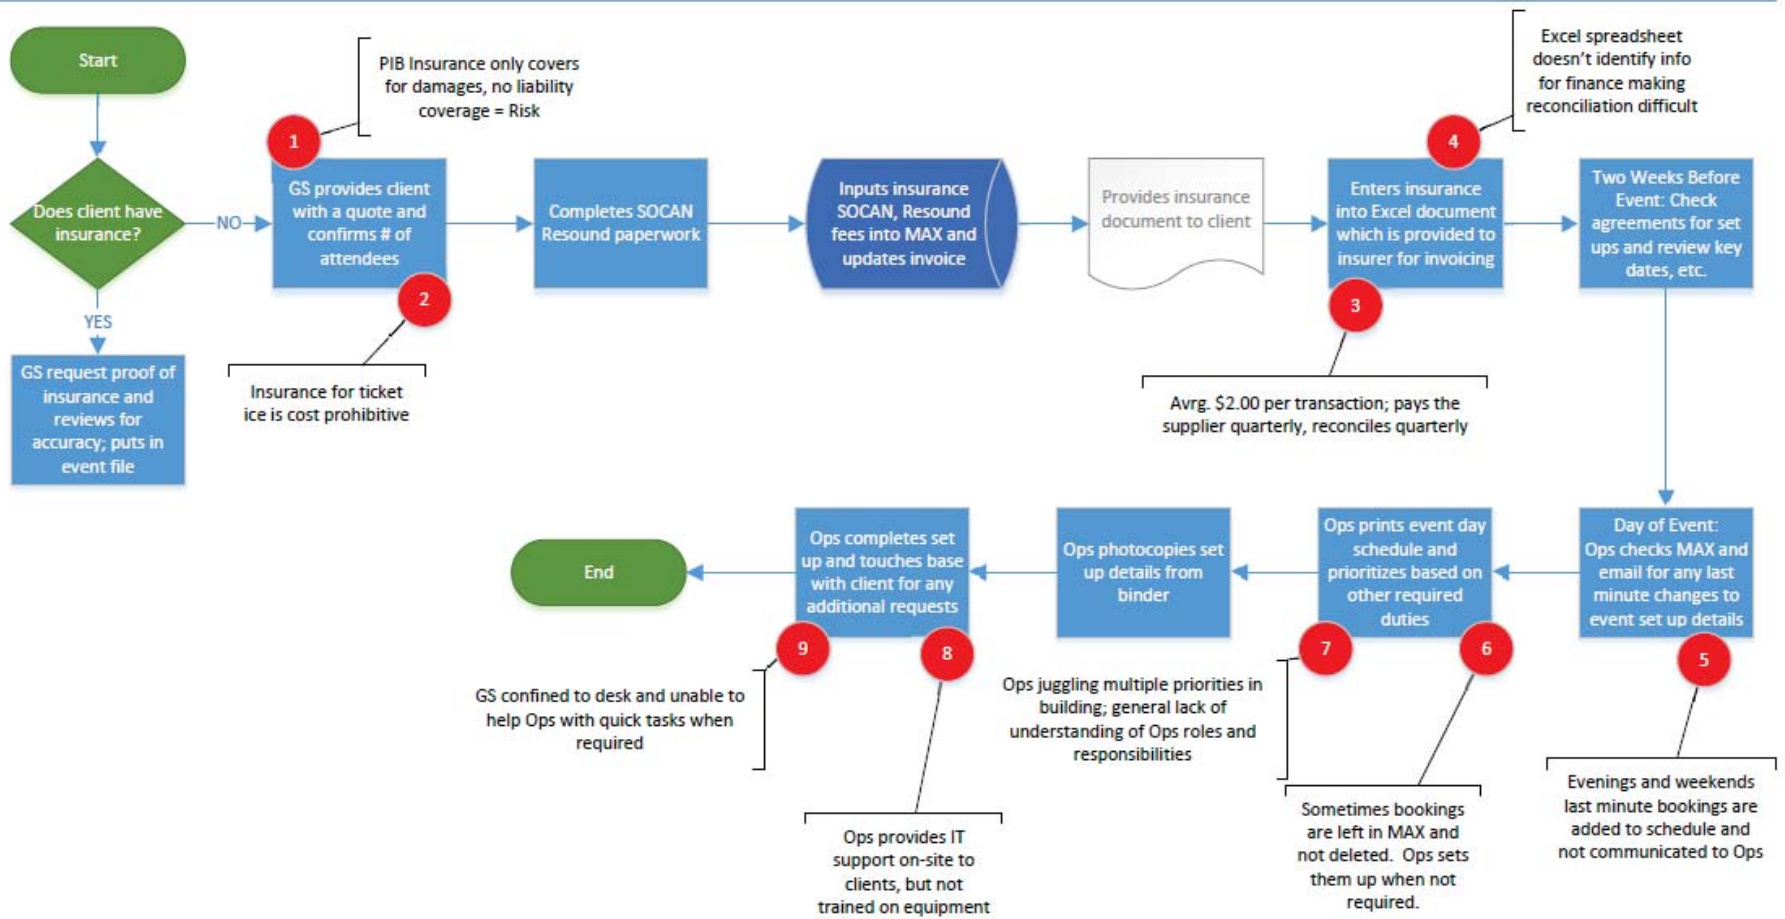 Start
PIB Insurance only covers
for damages, no liability
coverage = Risk
Excel spreadsheet
doesn't identify info
for finance making
reconciliation difficult
1
4
Does client have
insurance?
NO
GS provides client
with a quote and
confirms # of
attendees
Completes SOCAN
Resound paperwork
Inputs insurance
SOCAN, Resound
fees into MAX and
updates invoice
Provides insurance
document to client
Enters insurance
into Excel document
which is provided to
insurer for invoicing
Two Weeks Before
Event: Check
agreements for set
ups and review key
dates, etc.
2
3
YES
GS request proof of
insurance and
reviews for
accuracy; puts in
event file
Insurance for ticket
ice is cost prohibitive
Avrg. $2.00 per transaction; pays the
supplier quarterly, reconciles quarterly
End
Ops completes set
up and touches base
with client for any
additional requests
Ops photocopies set
up details from
binder
Ops prints event day
schedule and
prioritizes based on
other required
duties
Day of Event:
Ops checks MAX and
email for any last
minute changes to
event set up details
9
8
7
6
5
GS confined to desk and unable to
help Ops with quick tasks when
required
Ops juggling multiple priorities in
building; general lack of
understanding of Ops roles and
responsibilities
Ops provides IT
support on-site to
clients, but not
trained on equipment
Sometimes bookings
are left in MAX and
not deleted. Ops sets
them up when not
required.
Evenings and weekends
last minute bookings are
added to schedule and
not communicated to Ops